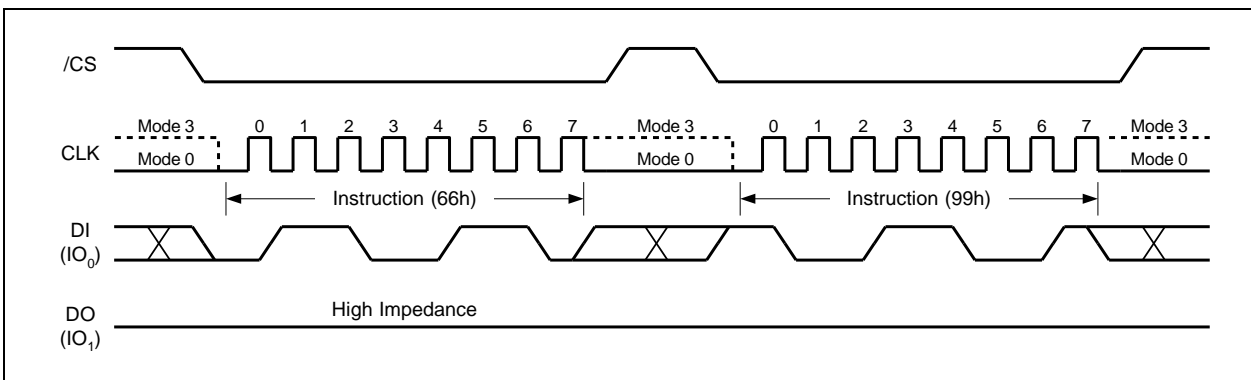 /CS
Mode 3 0 1 2 3 4 5 6 7 Mode 3 0 1 2 3 4 5 6 7 Mode 3
CLK
Mode 0 Mode 0 Mode 0
Instruction (66h) Instruction (99h)
DI
(IO₀)
High Impedance
DO
(IO₁)